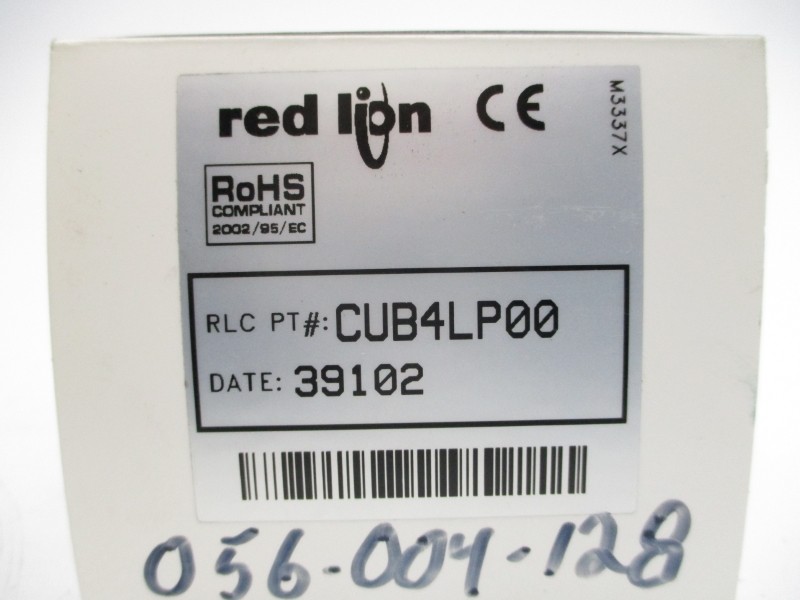 red lion CE
M3337X
RoHS
COMPLIANT
2002/95/EC
RLC PT#: CUB4LP00
DATE: 39102
056-004-128